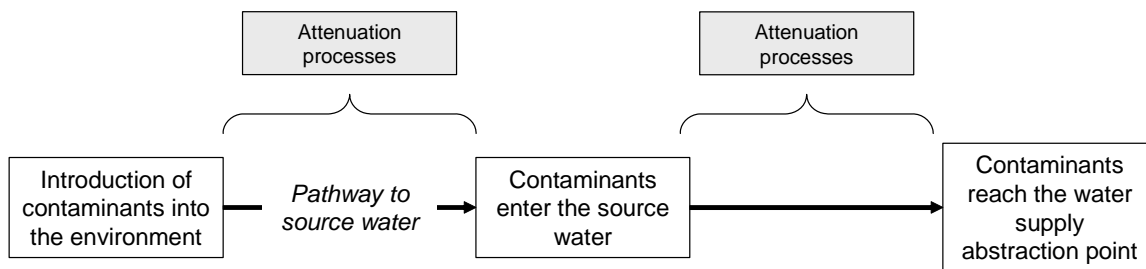 Attenuation
processes
Attenuation
processes
Introduction of
contaminants into
the environment
Pathway to
source water
Contaminants
enter the source
water
Contaminants
reach the water
supply
abstraction point